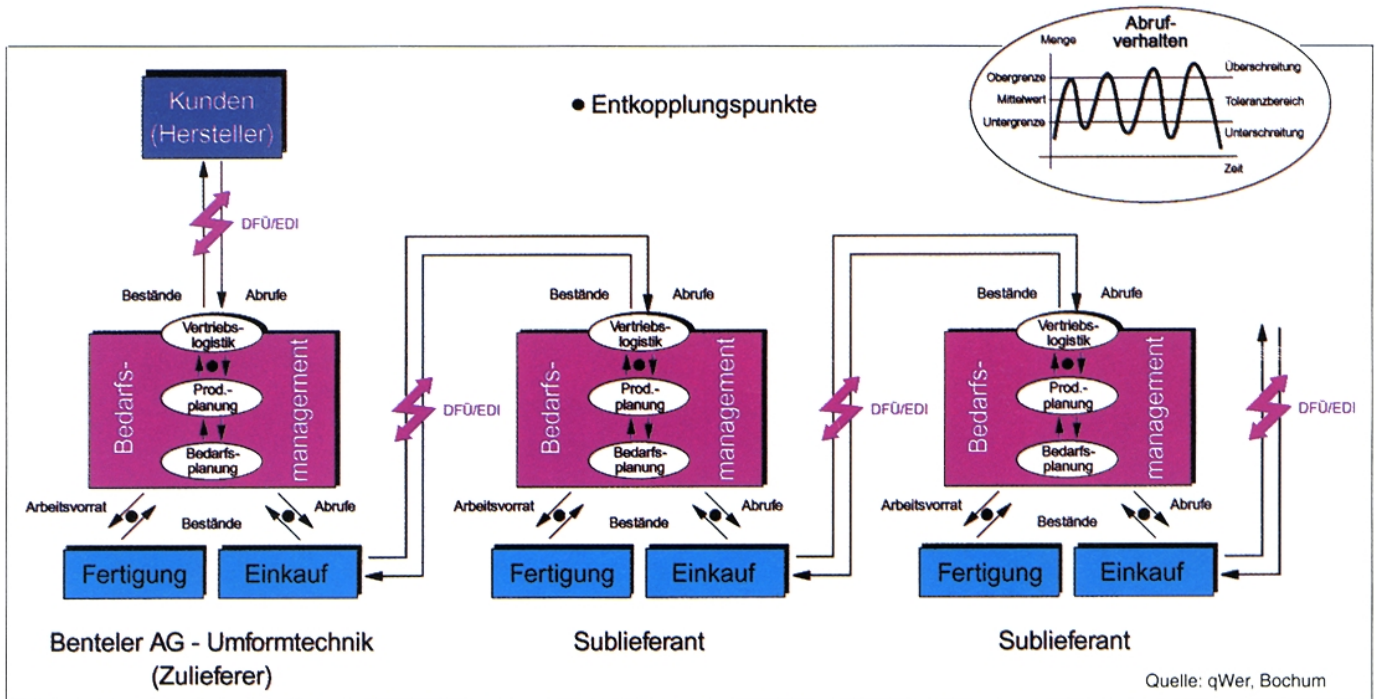 Abruf-
verhalten
Menge
Obergrenze
Mittelwert
Untergrenze
Überschreitung
Toleranzbereich
Unterschreitung
Zeit
Kunden
(Hersteller)
● Entkopplungspunkte
DFÜ/EDI
Bestände
Abrufe
Vertriebs-
logistik
Prod.-
planung
Bedarfs-
planung
Bedarfs-
management
Arbeitsvorrat
Bestände
Abrufe
Fertigung
Einkauf
Benteler AG - Umformtechnik
(Zulieferer)
DFÜ/EDI
Bestände
Abrufe
Vertriebs-
logistik
Prod.-
planung
Bedarfs-
planung
Bedarfs-
management
Arbeitsvorrat
Bestände
Abrufe
Fertigung
Einkauf
Sublieferant
DFÜ/EDI
Bestände
Abrufe
Vertriebs-
logistik
Prod.-
planung
Bedarfs-
planung
Bedarfs-
management
Arbeitsvorrat
Bestände
Abrufe
Fertigung
Einkauf
Sublieferant
DFÜ/EDI
Quelle: qWer, Bochum